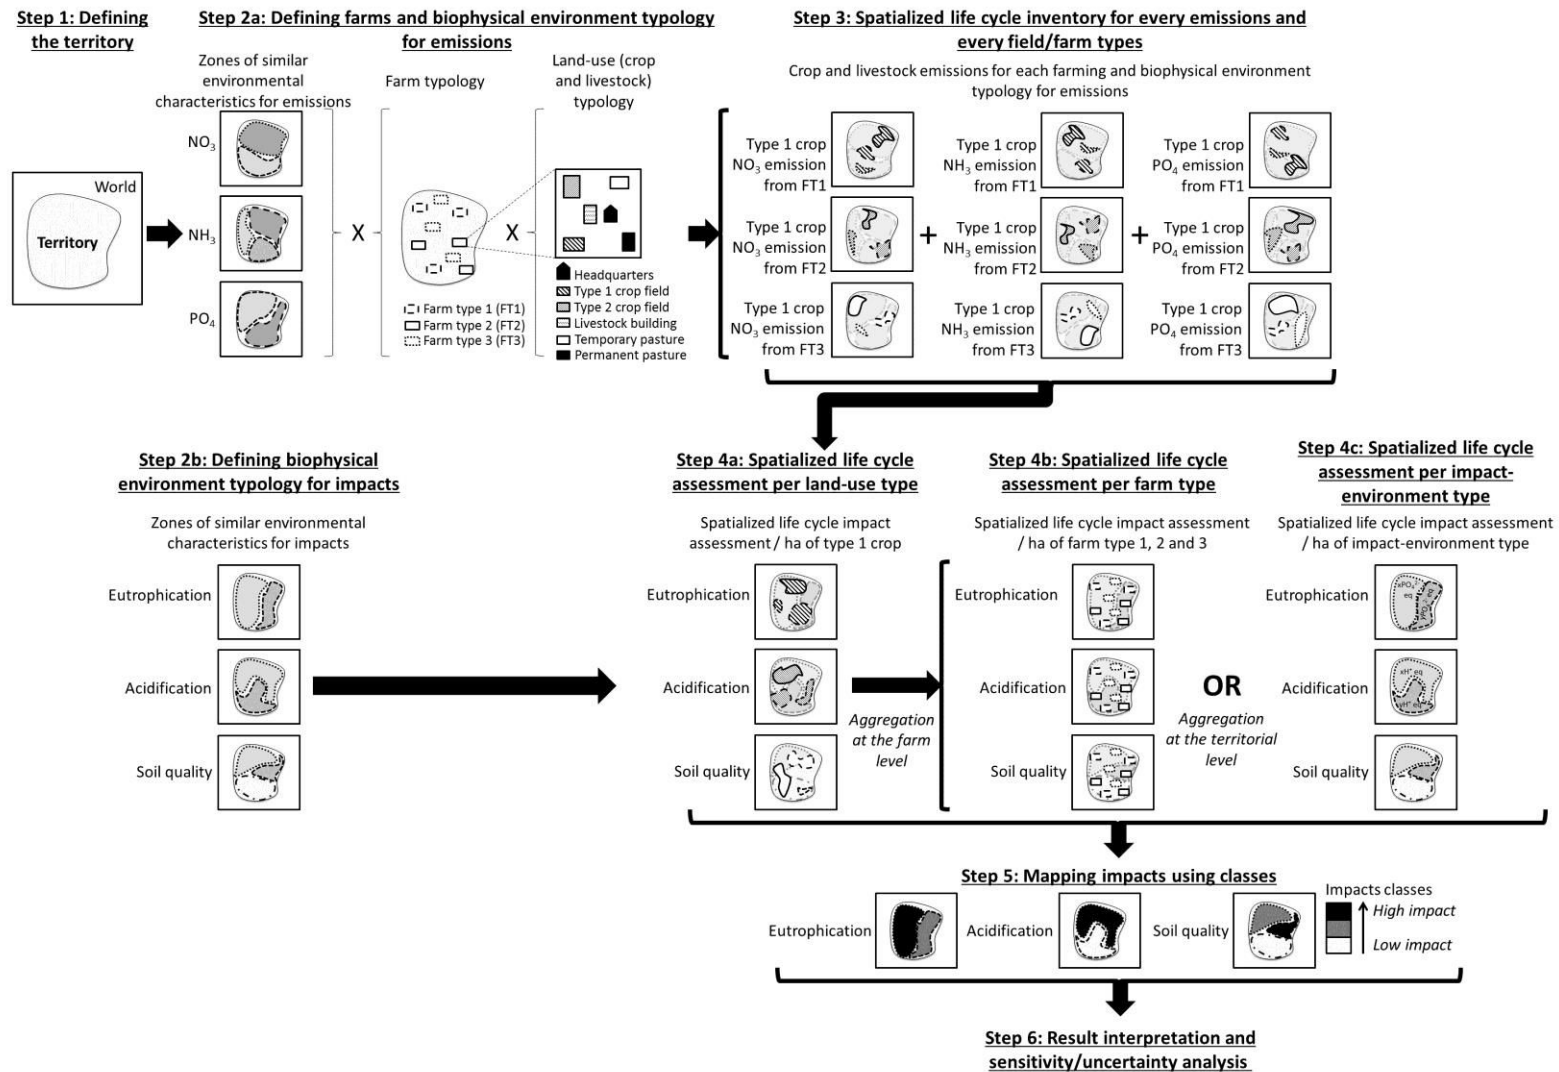 Step 1: Defining
the territory
World
Territory
Step 2a: Defining farms and biophysical environment typology
for emissions
Zones of similar
environmental
characteristics for emissions
NO3
NH3
PO4
X
Farm typology
Farm type 1 (FT1)
Farm type 2 (FT2)
Farm type 3 (FT3)
X
Land-use (crop
and livestock)
typology
Headquarters
Type 1 crop field
Type 2 crop field
Livestock building
Temporary pasture
Permanent pasture
Step 3: Spatialized life cycle inventory for every emissions and
every field/farm types
Crop and livestock emissions for each farming and biophysical environment
typology for emissions
Type 1 crop
NO3 emission
from FT1
Type 1 crop
NH3 emission
from FT1
Type 1 crop
PO4 emission
from FT1
Type 1 crop
NO3 emission
from FT2
+
Type 1 crop
NH3 emission
from FT2
+
Type 1 crop
PO4 emission
from FT2
Type 1 crop
NO3 emission
from FT3
Type 1 crop
NH3 emission
from FT3
Type 1 crop
PO4 emission
from FT3
Step 2b: Defining biophysical
environment typology for impacts
Zones of similar environmental
characteristics for impacts
Eutrophication
Acidification
Soil quality
Step 4a: Spatialized life cycle
assessment per land-use type
Spatialized life cycle impact
assessment / ha of type 1 crop
Eutrophication
Acidification
Soil quality
Aggregation
at the farm
level
Step 4b: Spatialized life cycle
assessment per farm type
Spatialized life cycle impact assessment
/ ha of farm type 1, 2 and 3
Eutrophication
Acidification
Soil quality
OR
Aggregation
at the territorial
level
Step 4c: Spatialized life cycle
assessment per impact-
environment type
Spatialized life cycle impact assessment
/ ha of impact-environment type
Eutrophication
Acidification
xH+ eq
yH+ eq
Soil quality
Step 5: Mapping impacts using classes
Eutrophication
Acidification
Soil quality
Impacts classes
High impact
Low impact
Step 6: Result interpretation and
sensitivity/uncertainty analysis